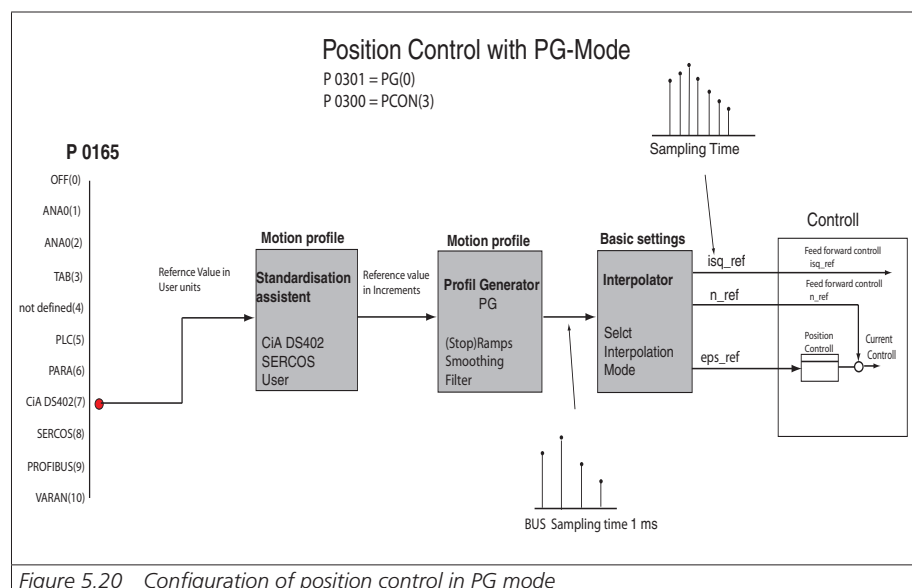 Position Control with PG-Mode
P 0301 = PG(0)
P 0300 = PCON(3)
P 0165
OFF(0)
ANA0(1)
ANA0(2)
TAB(3)
not defined(4)
PLC(5)
PARA(6)
CiA DS402(7)
SERCOS(8)
PROFIBUS(9)
VARAN(10)
Refernce Value in
User units
Motion profile
Standardisation
assistent
CiA DS402
SERCOS
User
Reference value
in Increments
Motion profile
Profil Generator
PG
(Stop)Ramps
Smoothing
Filter
BUS Sampling time 1 ms
Basic settings
Interpolator
Selct
Interpolation
Mode
Sampling Time
isq_ref
n_ref
eps_ref
Controll
Feed forward controll
isq_ref
Feed forward controll
n_ref
Position
Controll
Current
Controll
Figure 5.20 Configuration of position control in PG mode